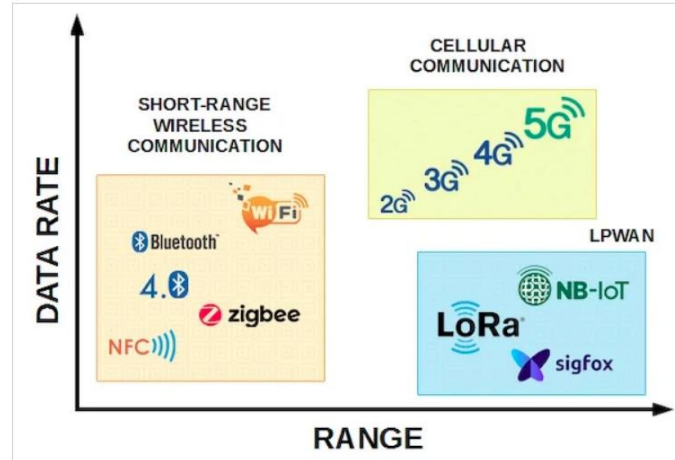 CELLULAR
COMMUNICATION
SHORT-RANGE
WIRELESS
COMMUNICATION
5G
4G
3G
2G
WiFi
Bluetooth™
4.0
zigbee
NFC
LPWAN
NB-IoT
LoRa
sigfox
DATA RATE
RANGE